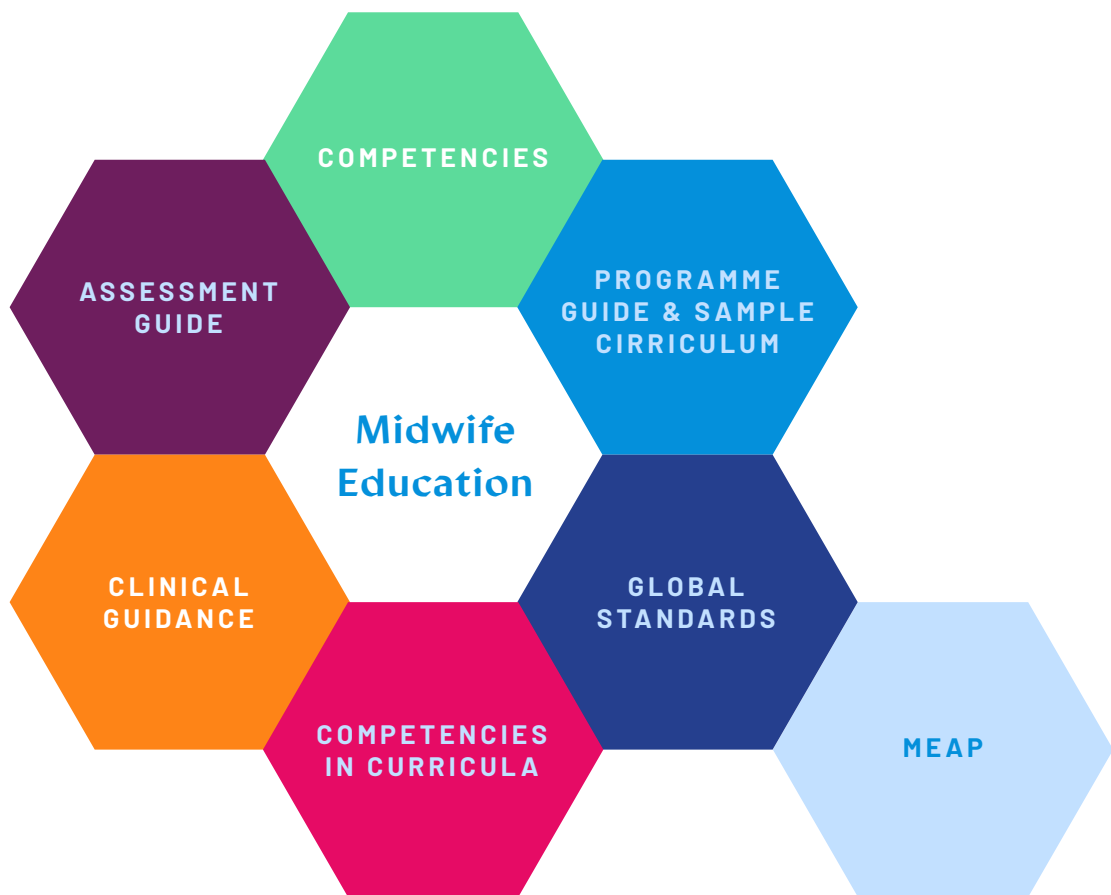 COMPETENCIES
ASSESSMENT
GUIDE
PROGRAMME
GUIDE & SAMPLE
CIRRICULUM
Midwife
Education
CLINICAL
GUIDANCE
GLOBAL
STANDARDS
COMPETENCIES
IN CURRICULA
MEAP